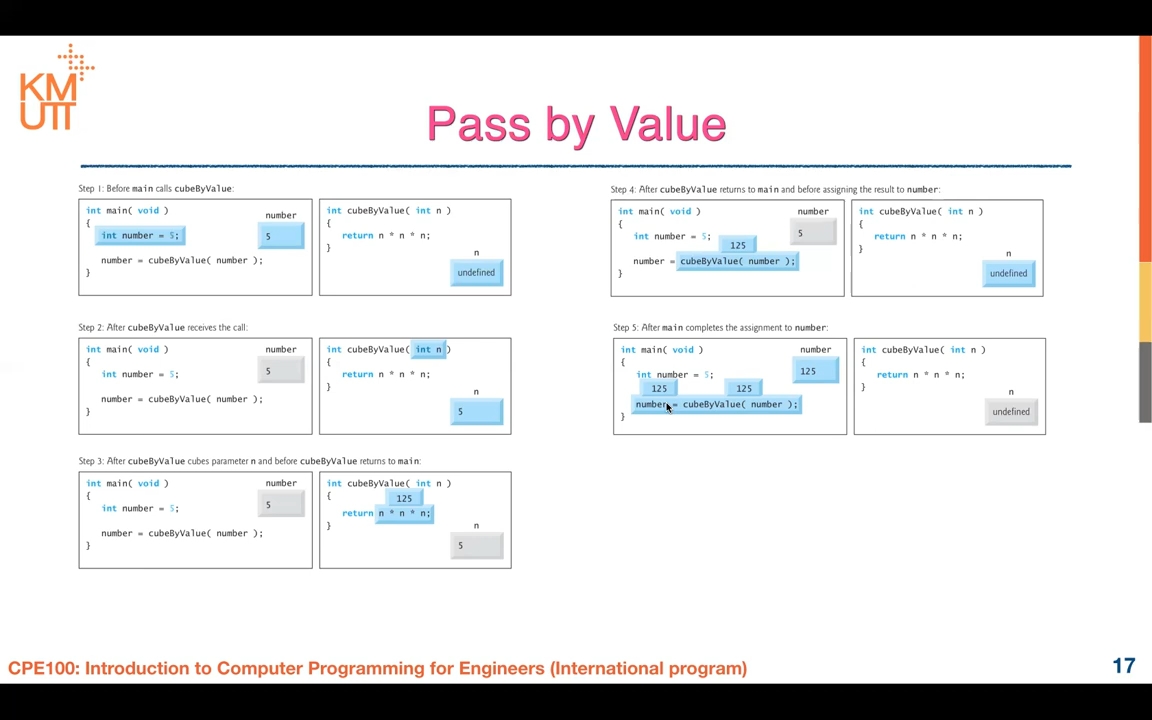 KM
UTT
Pass by Value
Step 1: Before main calls cubeByValue:
int main( void )
{
int number = 5;
number = cubeByValue( number );
}
number
5
int cubeByValue( int n )
{
return n * n * n;
}
n
undefined
Step 2: After cubeByValue receives the call:
int main( void )
{
int number = 5;
number = cubeByValue( number );
}
number
5
int cubeByValue( int n )
{
return n * n * n;
}
n
5
Step 3: After cubeByValue cubes parameter n and before cubeByValue returns to main:
int main( void )
{
int number = 5;
number = cubeByValue( number );
}
number
5
int cubeByValue( int n )
{
125
return n * n * n;
}
n
5
Step 4: After cubeByValue returns to main and before assigning the result to number:
int main( void )
{
int number = 5;
125
number = cubeByValue( number );
}
number
5
int cubeByValue( int n )
{
return n * n * n;
}
n
undefined
Step 5: After main completes the assignment to number:
int main( void )
{
int number = 5;
125 125
number = cubeByValue( number );
}
number
125
int cubeByValue( int n )
{
return n * n * n;
}
n
undefined
CPE100: Introduction to Computer Programming for Engineers (International program)
17